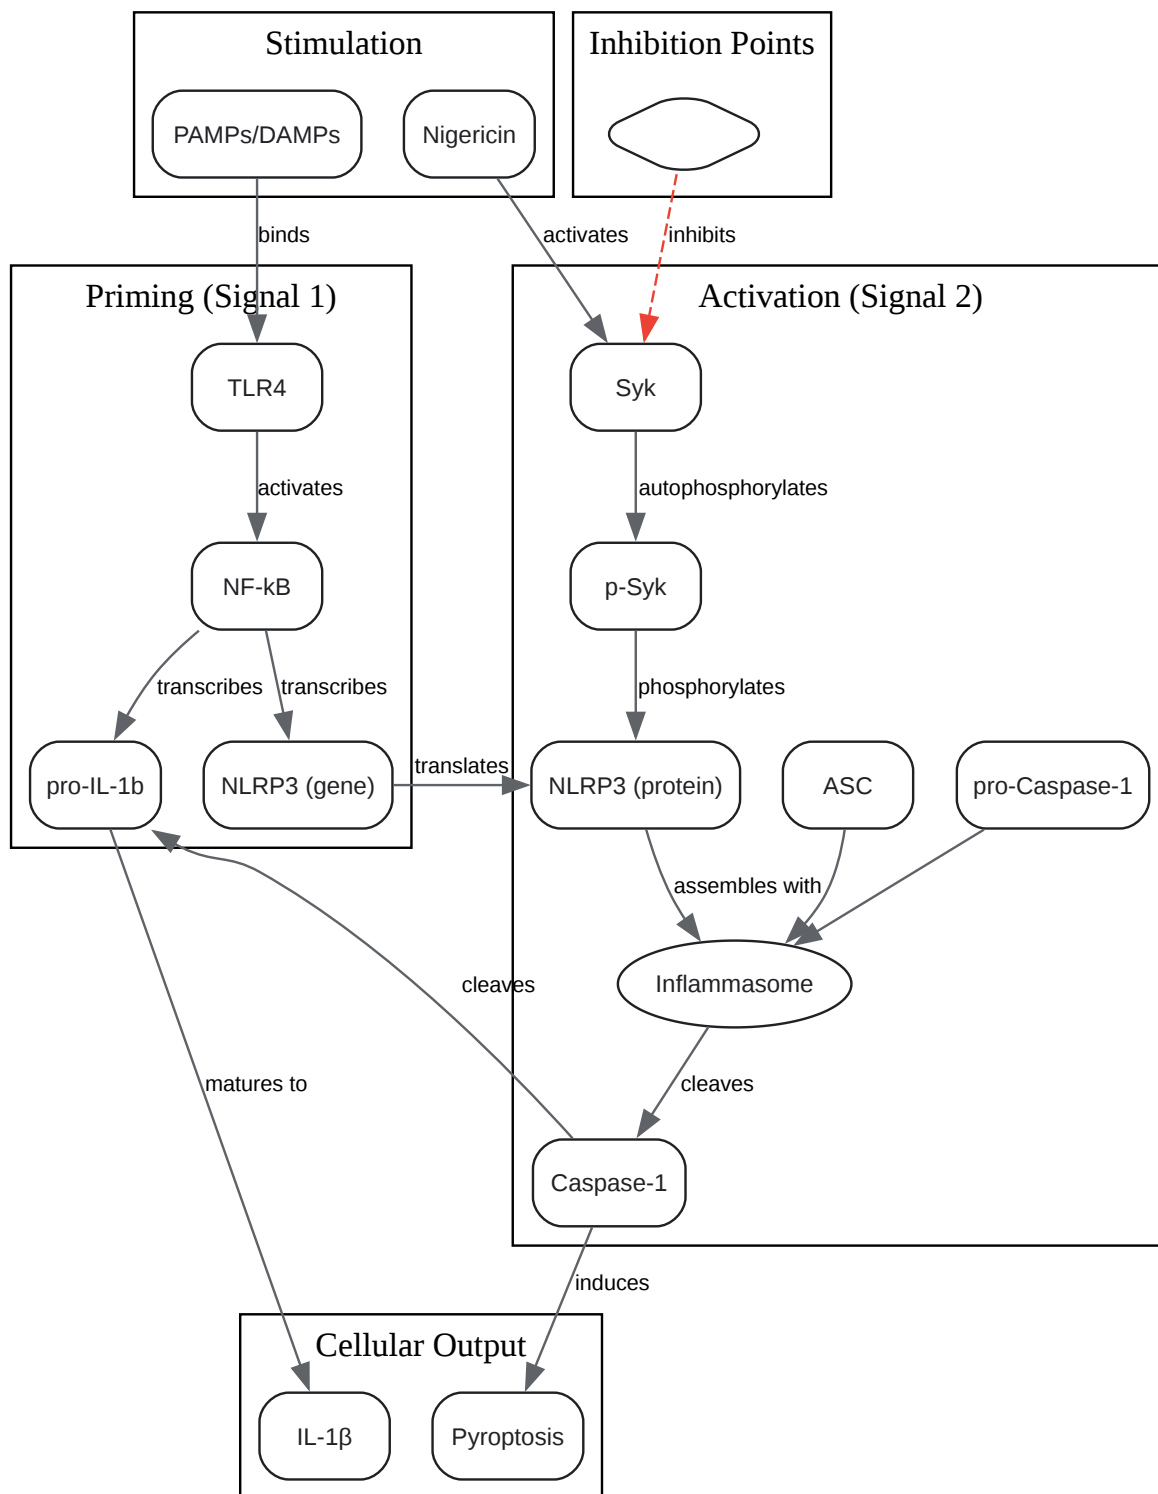 Stimulation
Inhibition Points
PAMPs/DAMPs
Nigericin
binds
activates
inhibits
Priming (Signal 1)
Activation (Signal 2)
TLR4
Syk
activates
autophosphorylates
NF-kB
p-Syk
transcribes
transcribes
phosphorylates
pro-IL-1b
NLRP3 (gene)
translates
NLRP3 (protein)
ASC
pro-Caspase-1
assembles with
cleaves
Inflammasome
matures to
cleaves
Caspase-1
induces
Cellular Output
IL-1β
Pyroptosis